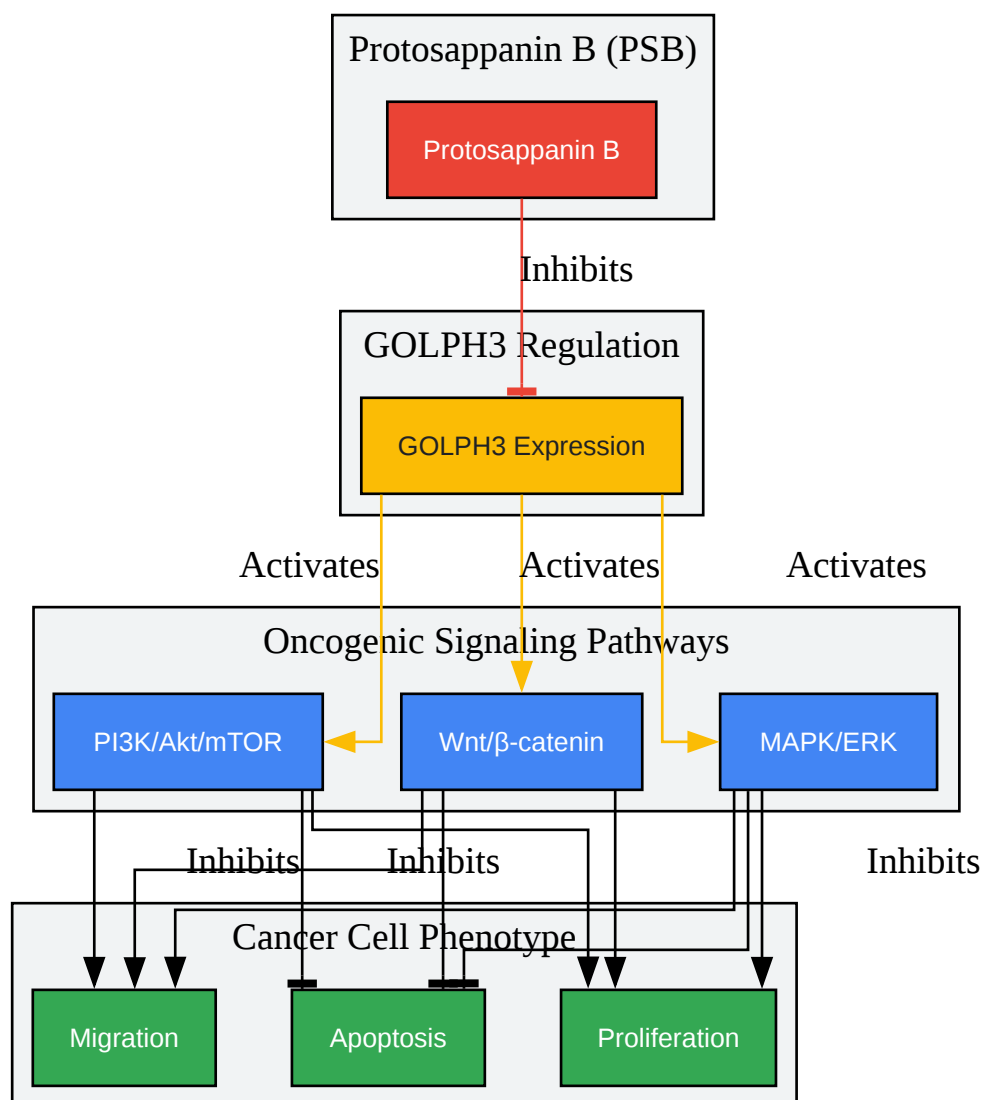 Protosappanin B (PSB)
Protosappanin B
Inhibits
GOLPH3 Regulation
GOLPH3 Expression
Activates
Activates
Activates
Oncogenic Signaling Pathways
PI3K/Akt/mTOR
Wnt/β-catenin
MAPK/ERK
Inhibits
Inhibits
Inhibits
Cancer Cell Phenotype
Migration
Apoptosis
Proliferation